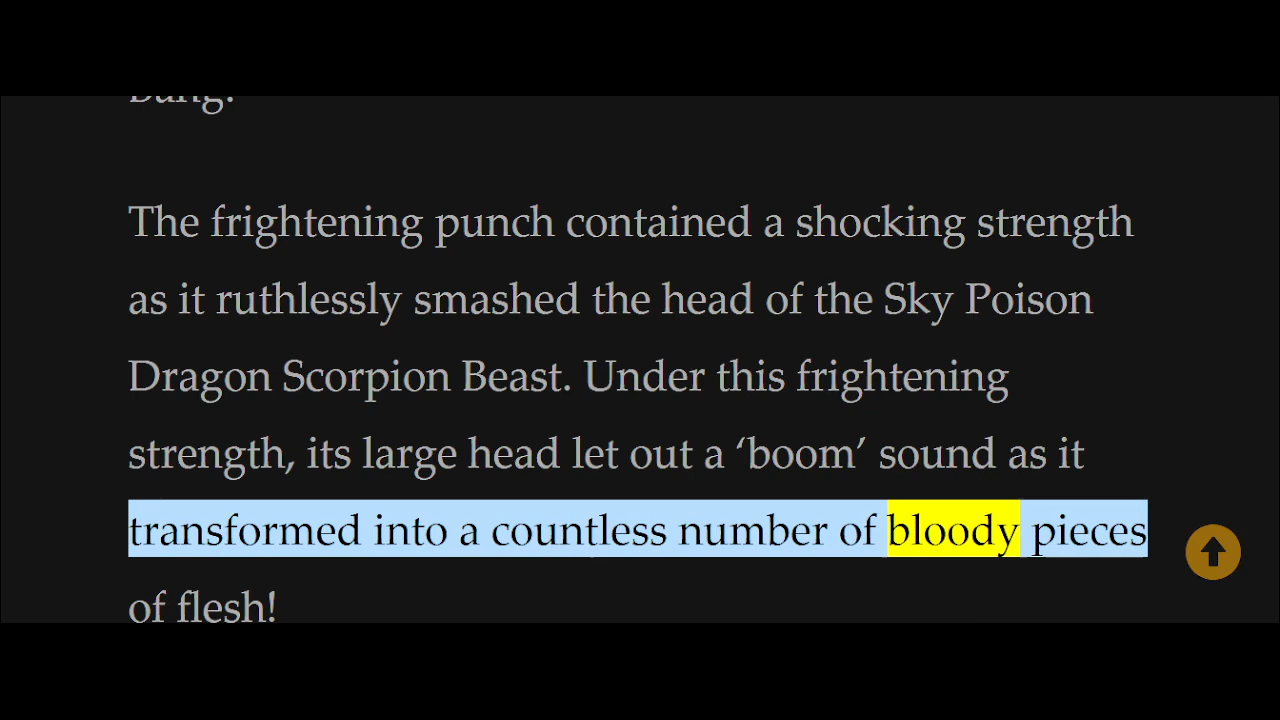 bang!
The frightening punch contained a shocking strength
as it ruthlessly smashed the head of the Sky Poison
Dragon Scorpion Beast. Under this frightening
strength, its large head let out a ‘boom’ sound as it
transformed into a countless number of bloody pieces
of flesh!